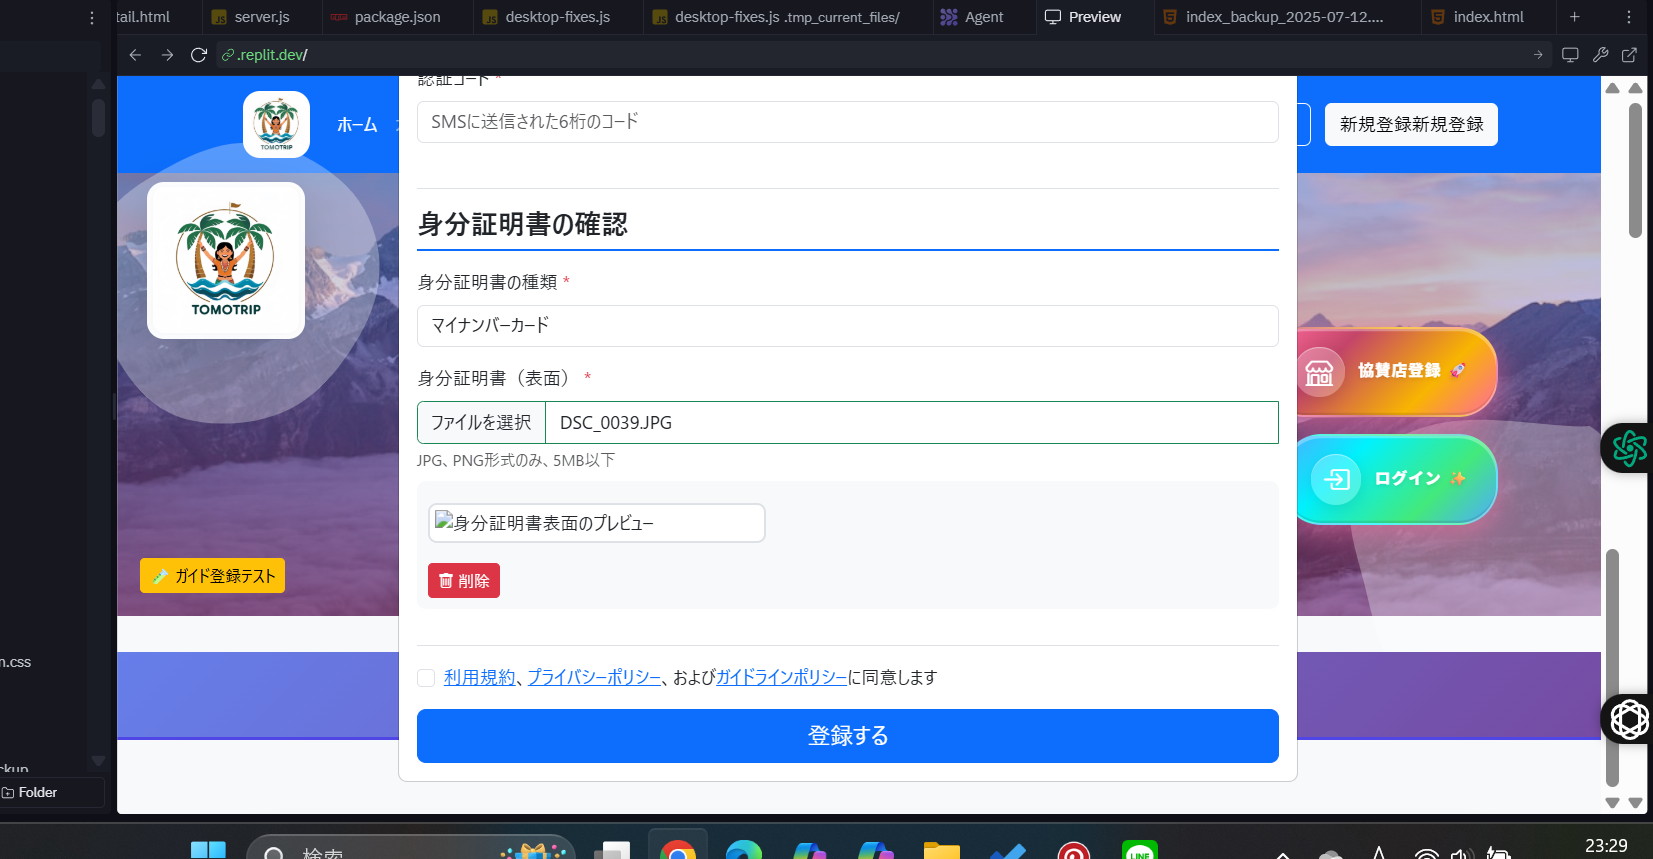 tail.html
server.js
package.json
desktop-fixes.js
desktop-fixes.js .tmp_current_files/
Agent
Preview
index_backup_2025-07-12....
index.html
.replit.dev/
TOMOTRIP
ホーム
新規登録新規登録
認証コード *
SMSに送信された6桁のコード
TOMOTRIP
身分証明書の確認
身分証明書の種類 *
マイナンバーカード
身分証明書（表面） *
ファイルを選択 DSC_0039.JPG
JPG、PNG形式のみ、5MB以下
身分証明書表面のプレビュー
削除
協賛店登録 🚀
ログイン ✨
🧪 ガイド登録テスト
利用規約、プライバシーポリシー、およびガイドラインポリシーに同意します
登録する
n.css
ckup
Folder
検索
LINE
23:29